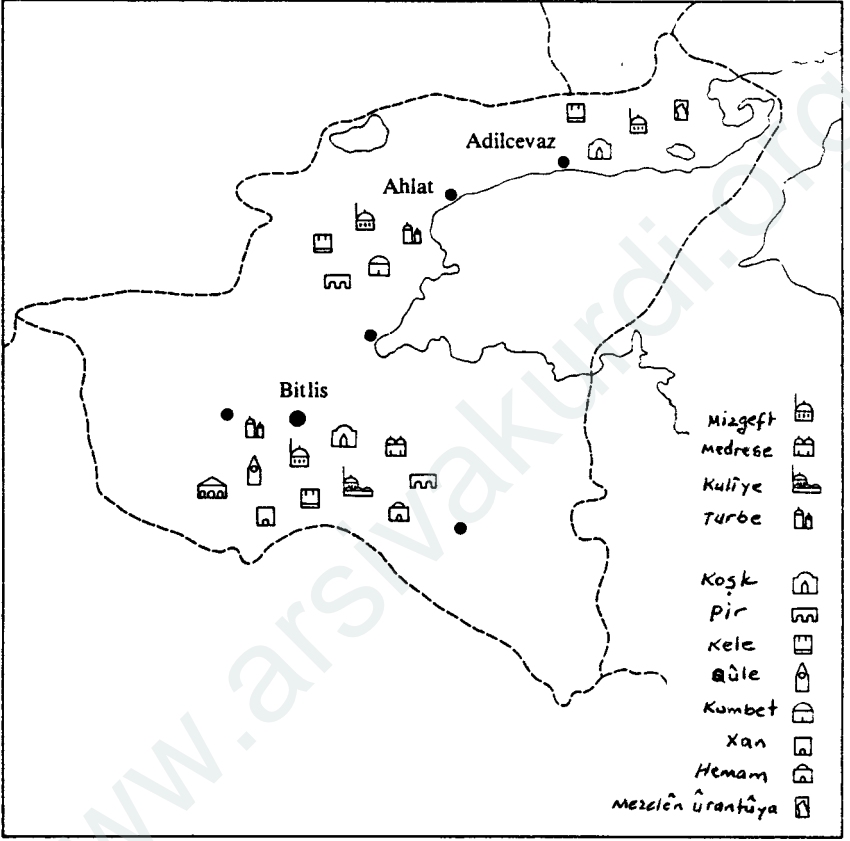 Adilcevaz
Ahlat
Bitlis
Mizgeft
Medrese
Kulîye
Turbe
Koşk
Pir
Kele
Qûle
Kumbet
Xan
Hemam
Mezelên ûrantûya
www.arsivakurdi.org